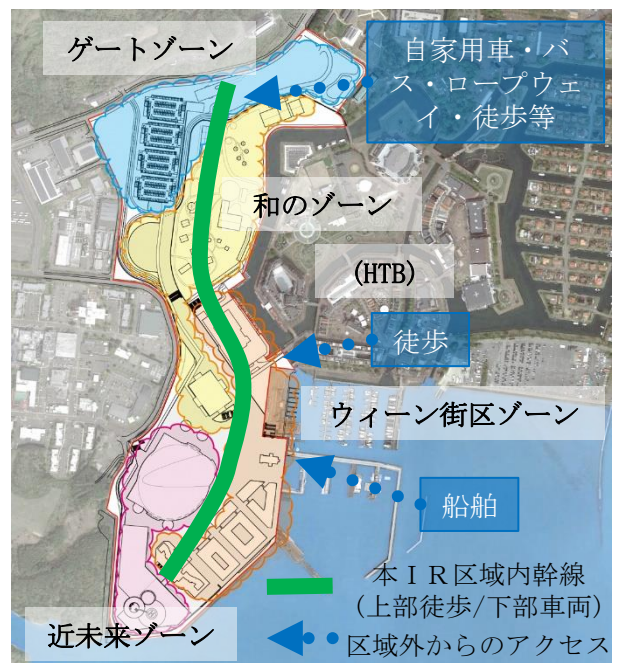 ゲートゾーン
自家用車・バ
ス・ロープウェ
イ・徒歩等
和のゾーン
(HTB)
徒歩
ウィーン街区ゾーン
船舶
本ＩＲ区域内幹線
(上部徒歩/下部車両)
近未来ゾーン
区域外からのアクセス